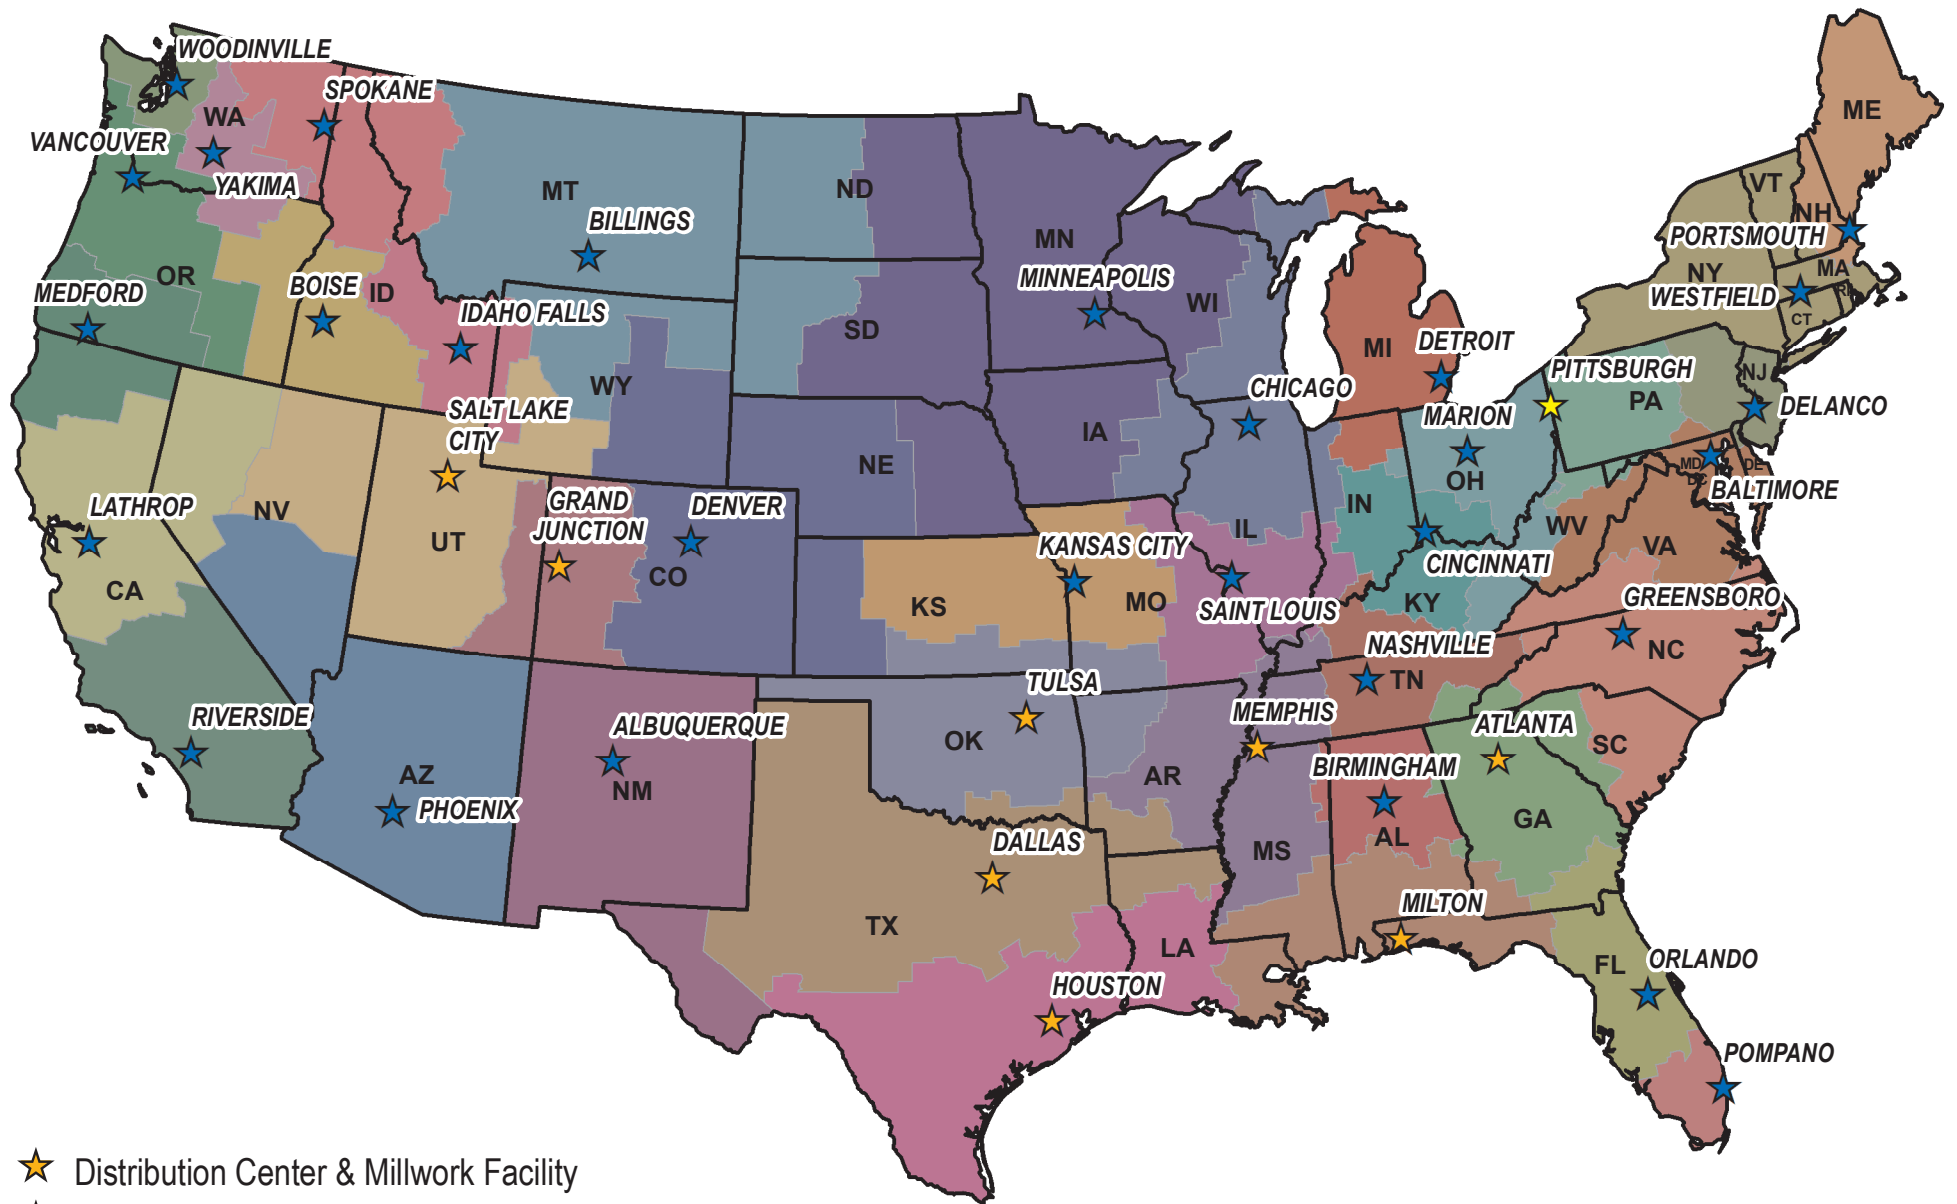 WOODINVILLE
SPOKANE
WA
ME
VANCOUVER
YAKIMA
MT
ND
VT
BILLINGS
NH
MN
PORTSMOUTH
OR
NY
MA
MINNEAPOLIS
MEDFORD
BOISE
ID
WI
WESTFIELD
RI
IDAHO FALLS
CT
SD
DETROIT
MI
PITTSBURGH
NJ
WY
CHICAGO
PA
DELANCO
SALT LAKE
CITY
MARION
IA
NE
MD
DE
OH
DC
BALTIMORE
GRAND
JUNCTION
DENVER
LATHROP
NV
IN
IL
WV
UT
KANSAS CITY
VA
CINCINNATI
CO
CA
KS
MO
SAINT LOUIS
KY
GREENSBORO
NASHVILLE
NC
TULSA
TN
RIVERSIDE
ALBUQUERQUE
MEMPHIS
ATLANTA
OK
SC
AZ
NM
AR
BIRMINGHAM
PHOENIX
GA
DALLAS
AL
MS
MILTON
TX
LA
FL
ORLANDO
HOUSTON
POMPANO
Distribution Center & Millwork Facility